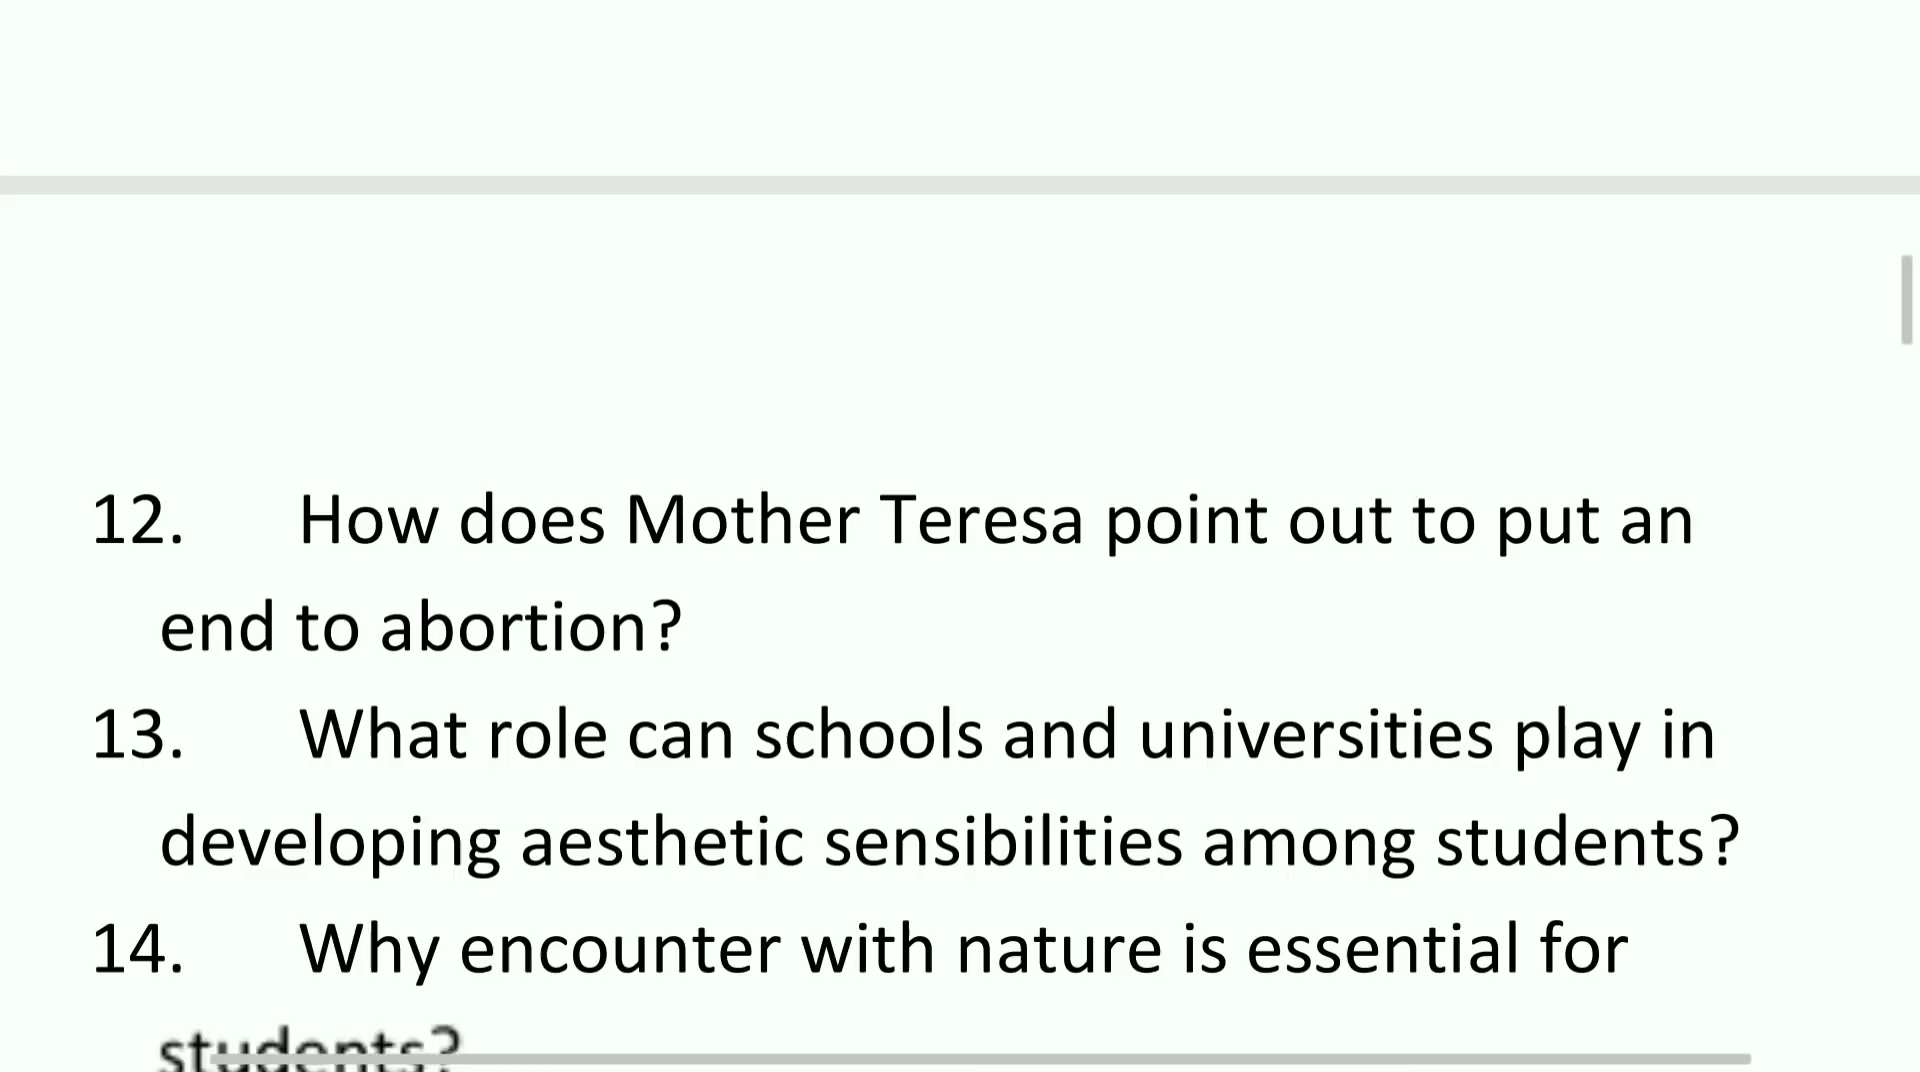 12. How does Mother Teresa point out to put an
end to abortion?
13. What role can schools and universities play in
developing aesthetic sensibilities among students?
14. Why encounter with nature is essential for
students?